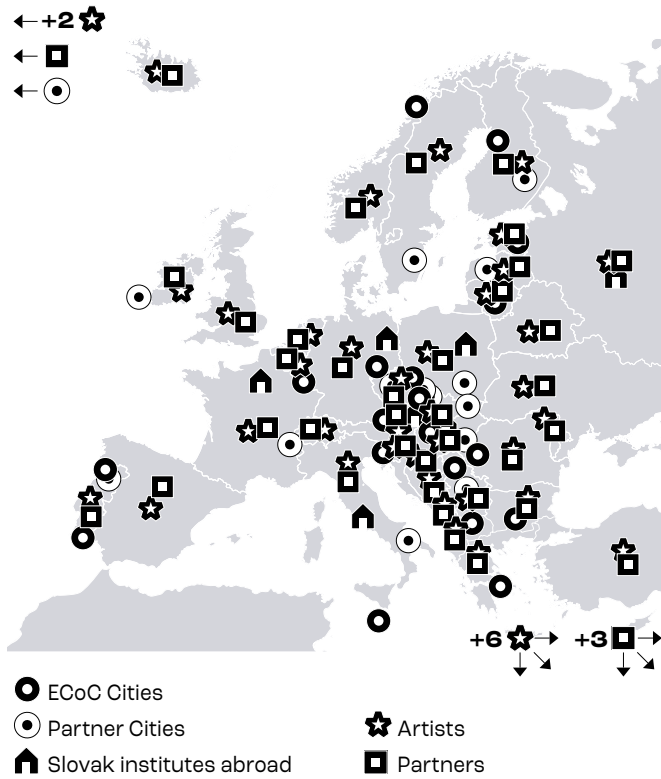 +2
+6
+3
ECoC Cities
Partner Cities
Artists
Slovak institutes abroad
Partners